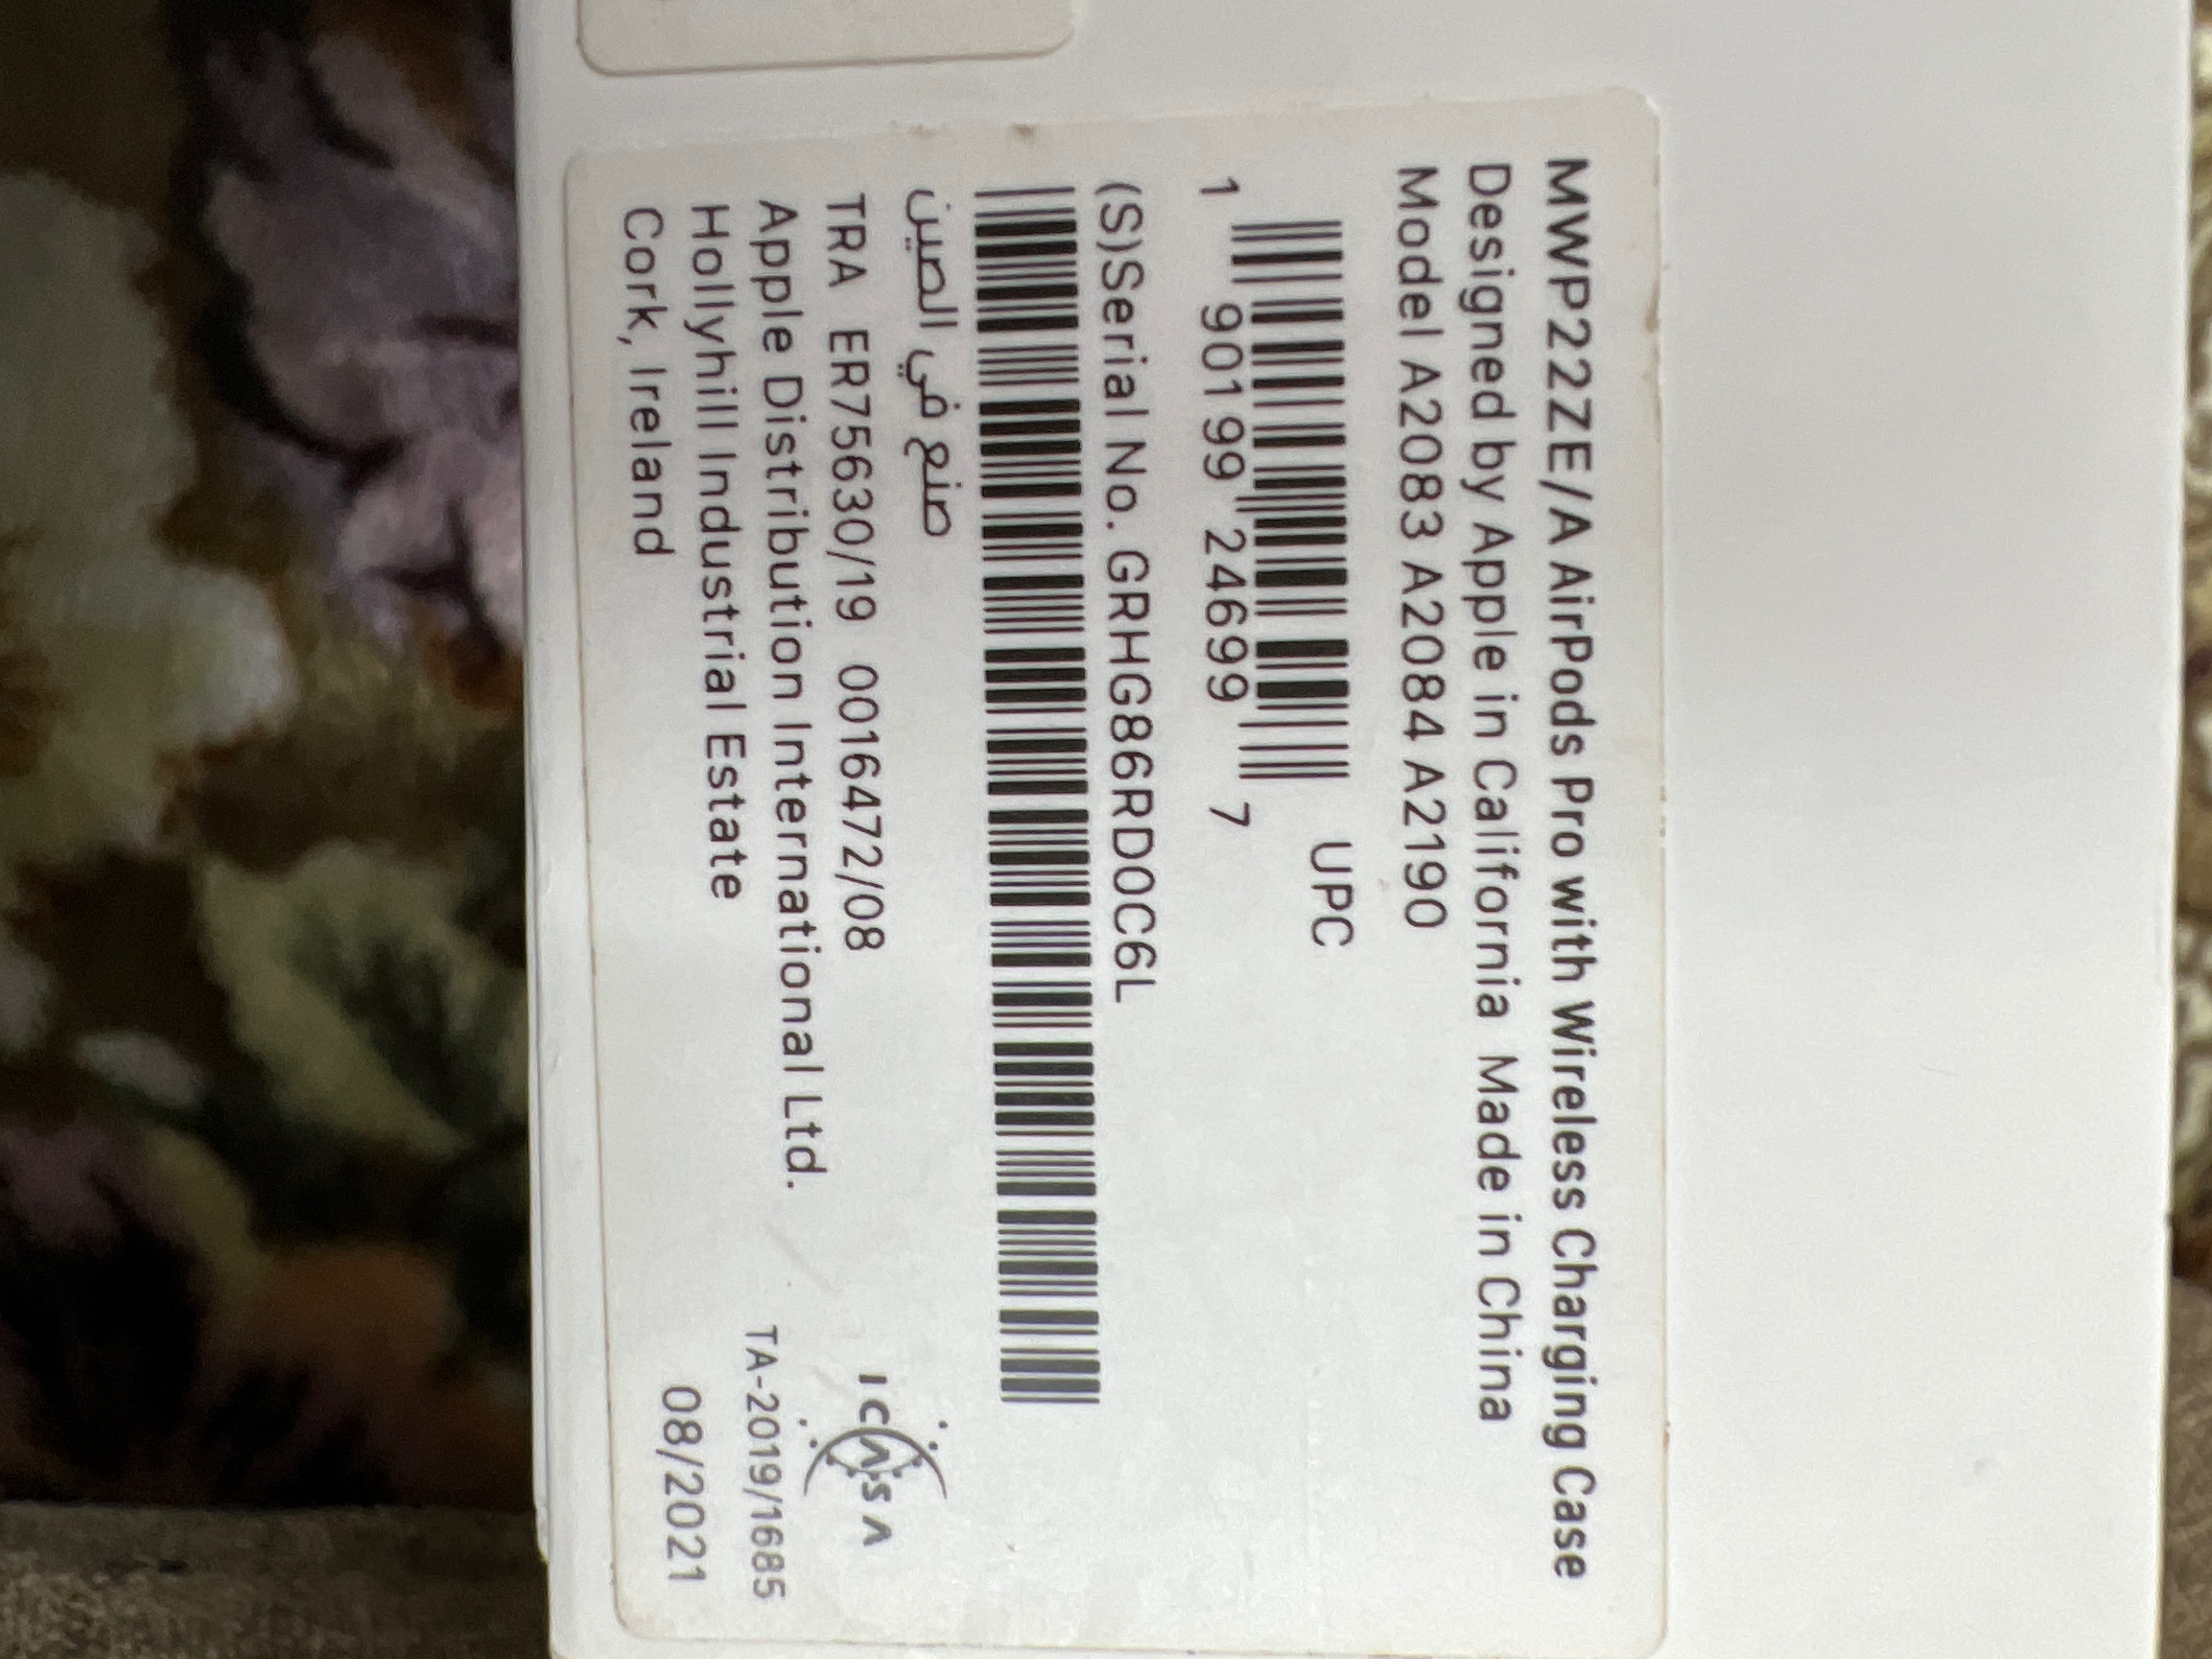 MWP22ZE/A AirPods Pro with Wireless Charging Case
Designed by Apple in California Made in China
Model A2083 A2084 A2190
UPC
1 90199 24699 7
(S)Serial No. GRHG86RD0C6L
صنع في الصين
TRA ER75630/19 0016472/08
Apple Distribution International Ltd.
Hollyhill Industrial Estate
Cork, Ireland
ICASA
TA-2019/1685
08/2021